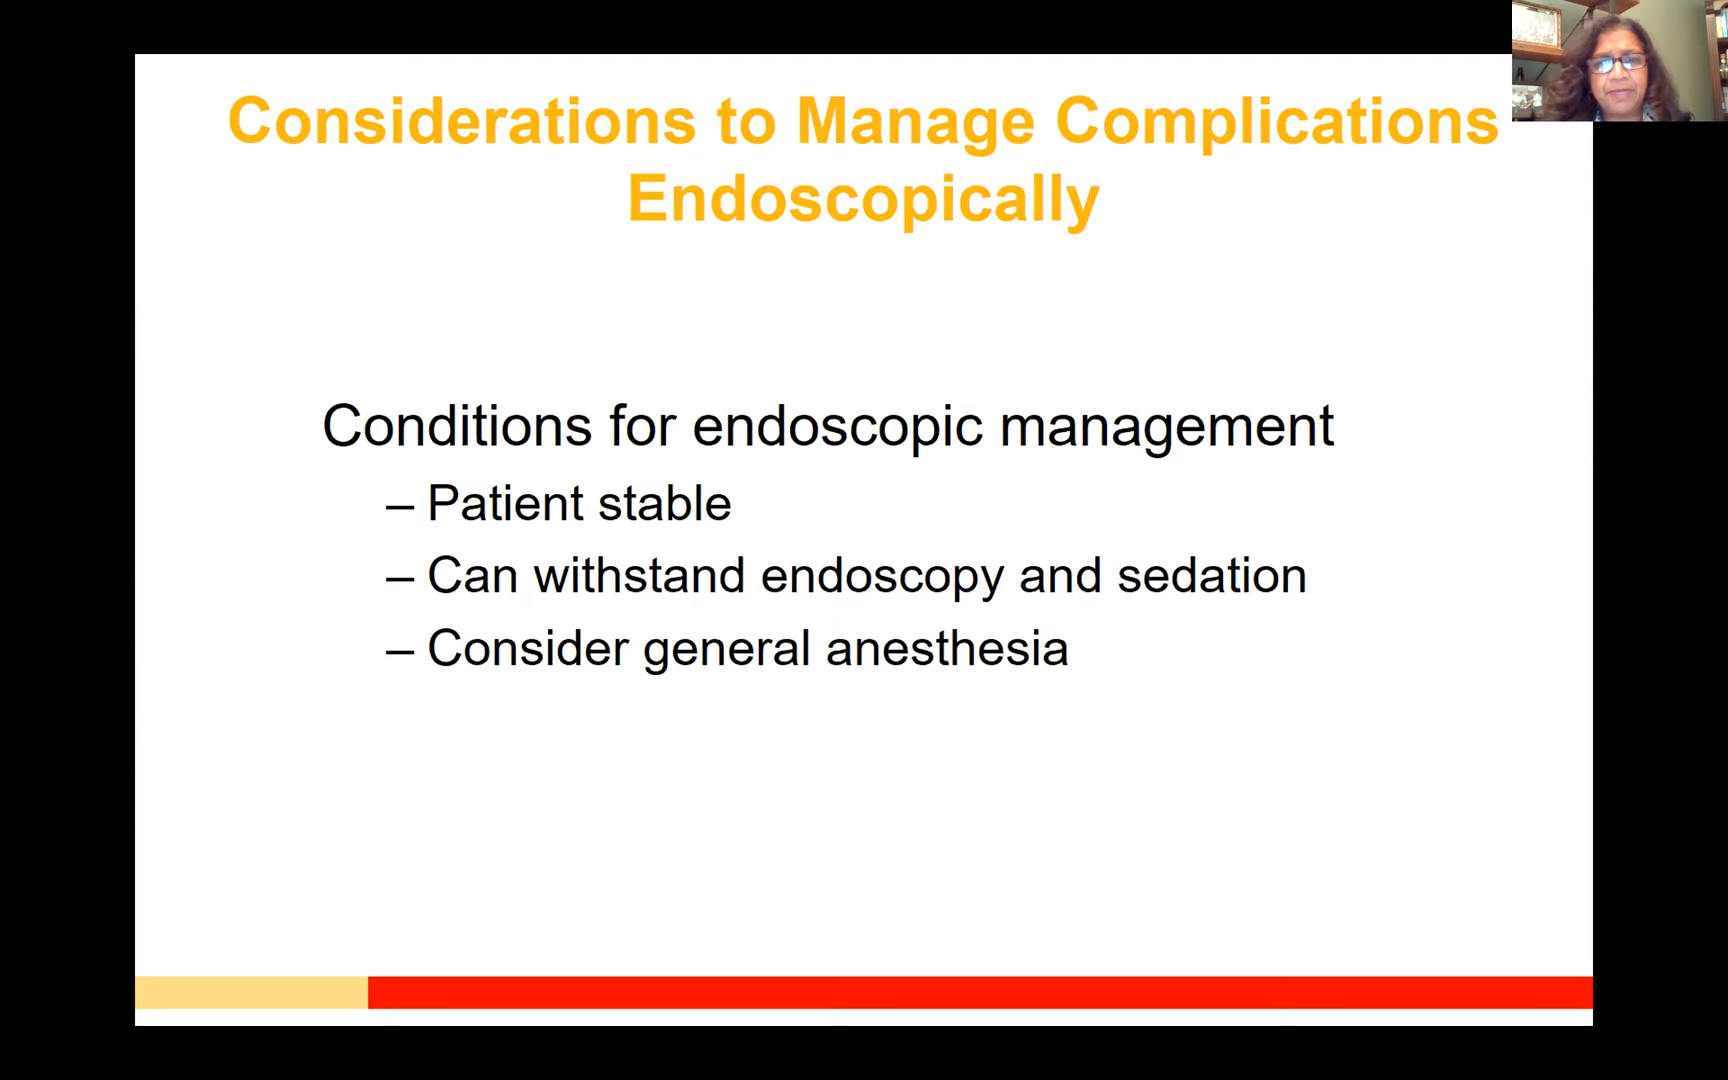 Considerations to Manage Complications
Endoscopically
Conditions for endoscopic management
– Patient stable
– Can withstand endoscopy and sedation
– Consider general anesthesia